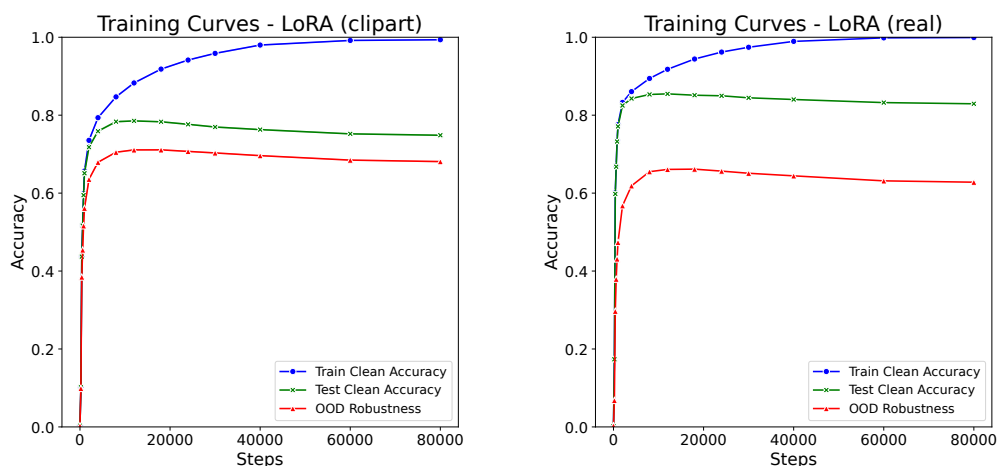 Training Curves - LoRA (clipart)
1.0
0.8
0.6
0.4
0.2
0.0
Accuracy
0
20000
40000
60000
80000
Steps
Train Clean Accuracy
Test Clean Accuracy
OOD Robustness
Training Curves - LoRA (real)
1.0
0.8
0.6
0.4
0.2
0.0
Accuracy
0
20000
40000
60000
80000
Steps
Train Clean Accuracy
Test Clean Accuracy
OOD Robustness